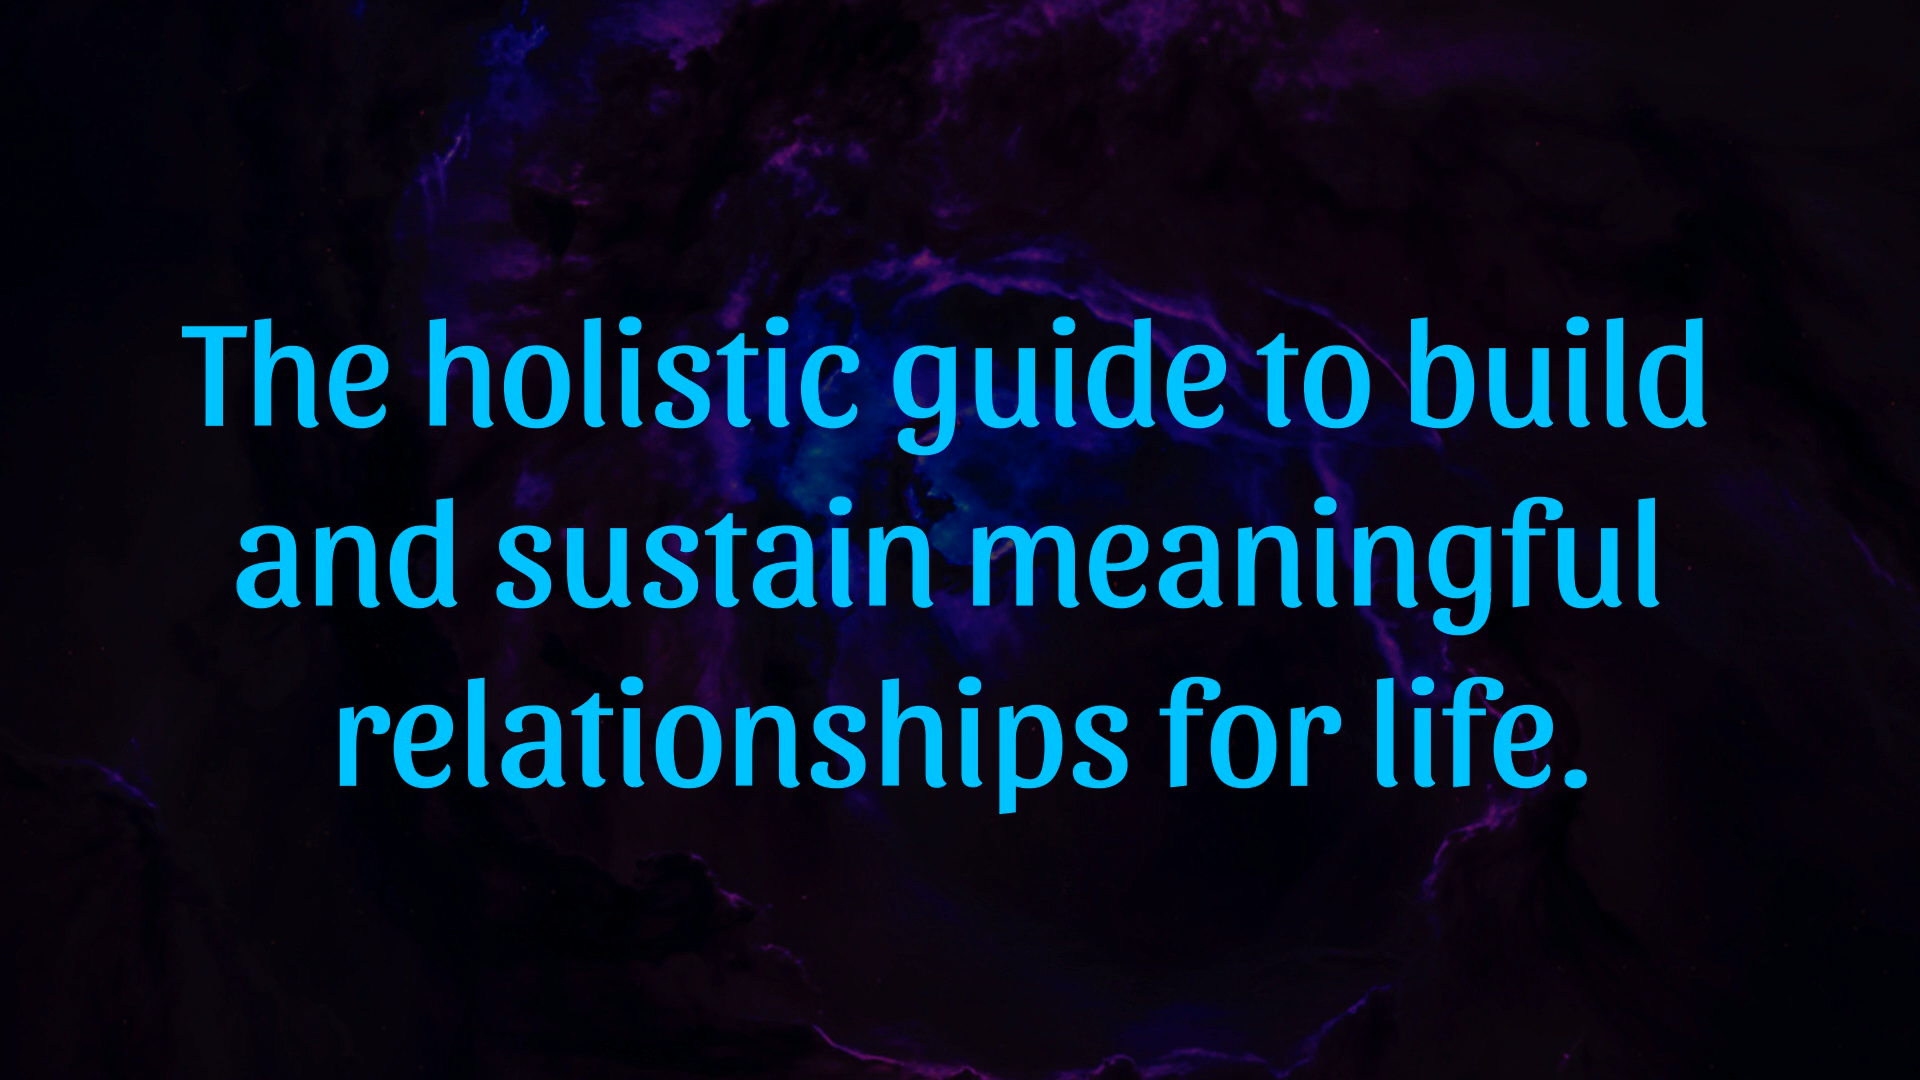 The holistic guide to build
and sustain meaningful
relationships for life.